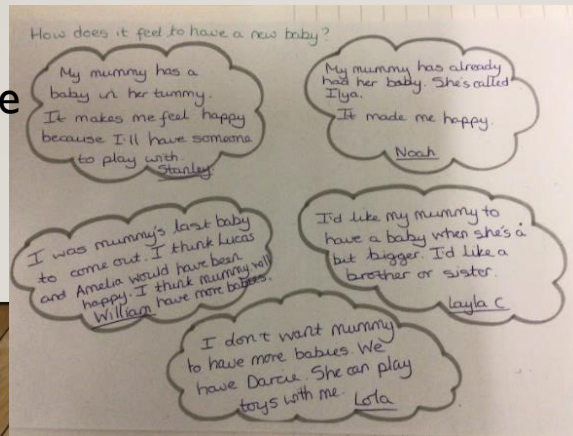 How does it feel to have a new baby?
My mummy has a
baby in her tummy.
It makes me feel happy
because I'll have someone
to play with.
Stanley.
My mummy has already
had her baby. She's called
Ilya.
It made me happy.
Noah
I was mummy's last baby
to come out. I think Lucas
and Amelia would have been
happy. I think mummy will
William have more babies.
I'd like my mummy to
have a baby when she's a
bit bigger. I'd like a
brother or sister.
Layla C
I don't want mummy
to have more babies. We
have Darcie. She can play
toys with me. Lola
e